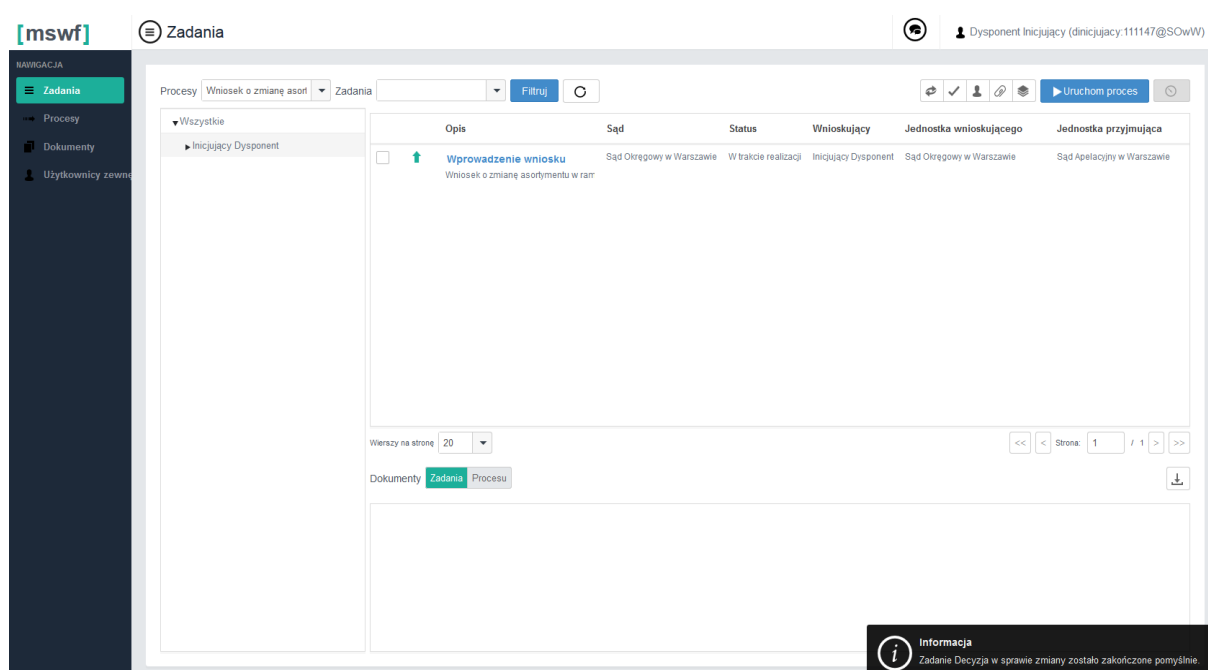 [mswf]
Zadania
Dysponent Inicjujący (dinicjujacy:111147@SOwW)
NAWIGACJA
Zadania
Procesy
Dokumenty
Użytkownicy zewnę
Procesy Wniosek o zmianę asort Zadania Filtruj Uruchom proces
Wszystkie
Inicjujący Dysponent
Opis Sąd Status Wnioskujący Jednostka wnioskującego Jednostka przyjmująca
Wprowadzenie wniosku Sąd Okręgowy w Warszawie W trakcie realizacji Inicjujący Dysponent Sąd Okręgowy w Warszawie Sąd Apelacyjny w Warszawie
Wniosek o zmianę asortymentu w ram
Wierszy na stronę 20 << < Strona: 1 / 1 > >>
Dokumenty Zadania Procesu
Informacja
Zadanie Decyzja w sprawie zmiany zostało zakończone pomyślnie.